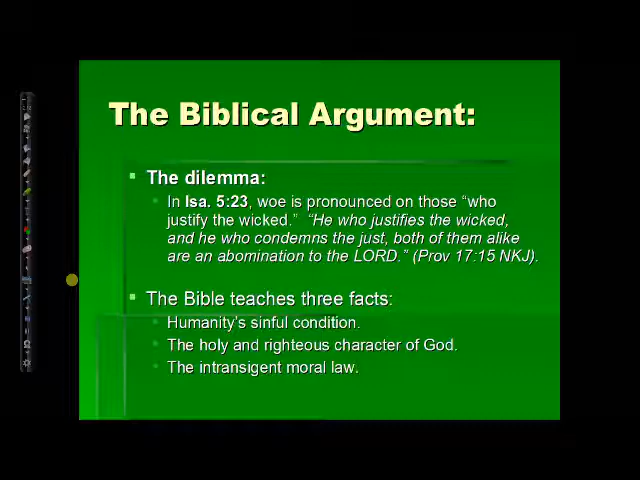 The Biblical Argument:
The dilemma:
In Isa. 5:23, woe is pronounced on those “who
justify the wicked.” “He who justifies the wicked,
and he who condemns the just, both of them alike
are an abomination to the LORD.” (Prov 17:15 NKJ).
The Bible teaches three facts:
Humanity’s sinful condition.
The holy and righteous character of God.
The intransigent moral law.